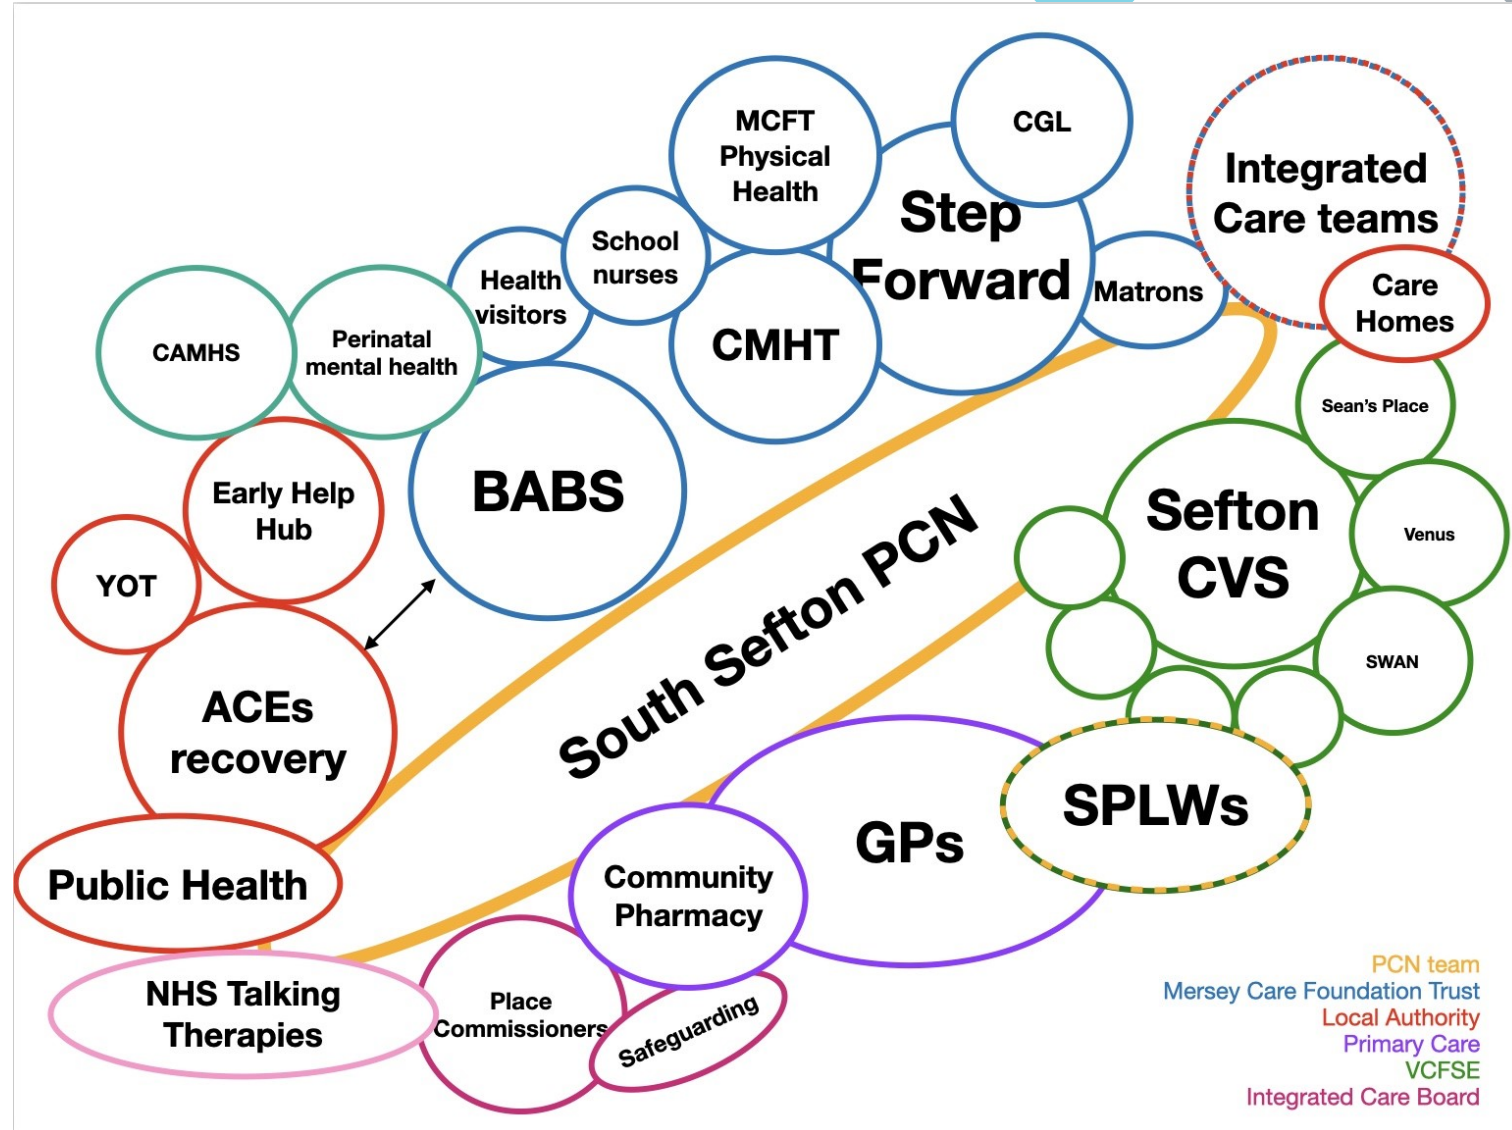 MCFT
Physical
Health
CGL
Integrated
Care teams
Step
Forward
School
nurses
Health
visitors
Matrons
Care
Homes
CAMHS
Perinatal
mental health
CMHT
Sean's Place
Early Help
Hub
BABS
Sefton
CVS
Venus
YOT
South Sefton PCN
SWAN
ACEs
recovery
SPLWs
GPs
Public Health
Community
Pharmacy
NHS Talking
Therapies
Place
Commissioners
Safeguarding
PCN team
Mersey Care Foundation Trust
Local Authority
Primary Care
VCFSE
Integrated Care Board